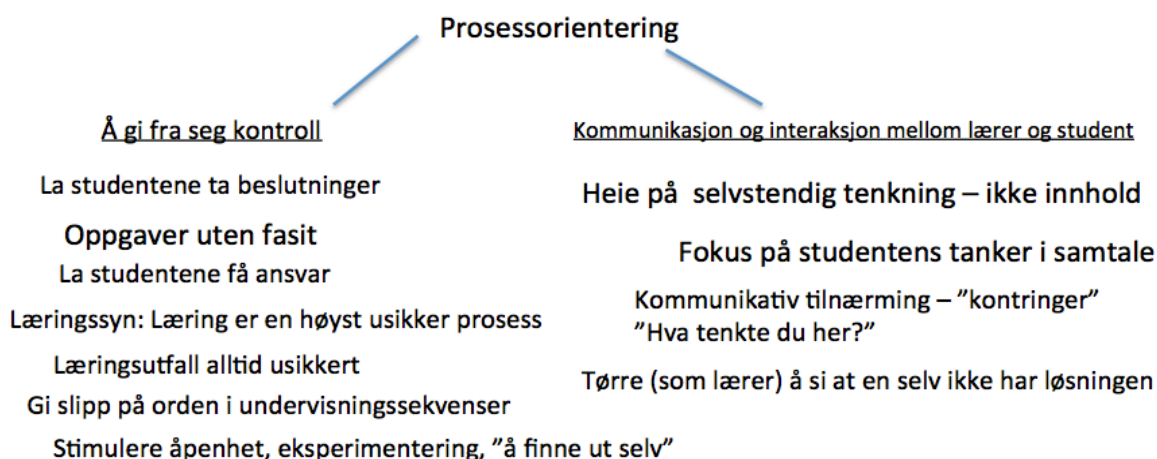 Prosessorientering
Å gi fra seg kontroll
La studentene ta beslutninger
Oppgaver uten fasit
La studentene få ansvar
Læringssyn: Læring er en høyst usikker prosess
Læringsutfall alltid usikkert
Gi slipp på orden i undervisningssekvenser
Stimulere åpenhet, eksperimentering, ”å finne ut selv”
Kommunikasjon og interaksjon mellom lærer og student
Heie på selvstendig tenkning – ikke innhold
Fokus på studentens tanker i samtale
Kommunikativ tilnærming – ”kontringer”
”Hva tenkte du her?”
Tørre (som lærer) å si at en selv ikke har løsningen